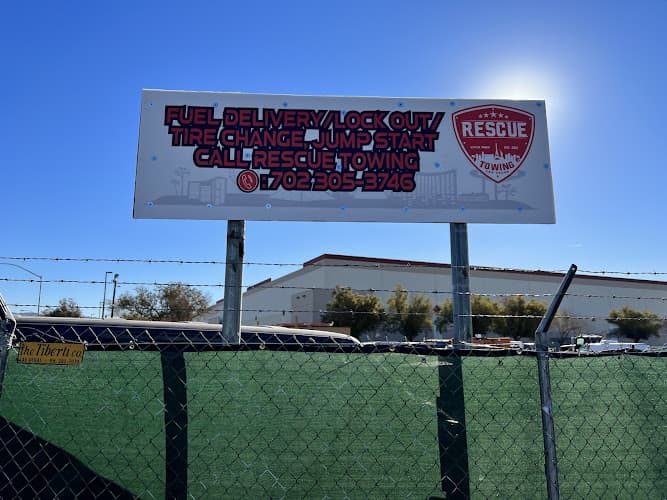 FUEL DELIVERY/LOCK OUT/
TIRE CHANGE, JUMP START
CALL RESCUE TOWING
: 702 305-3746
RESCUE
TOWING